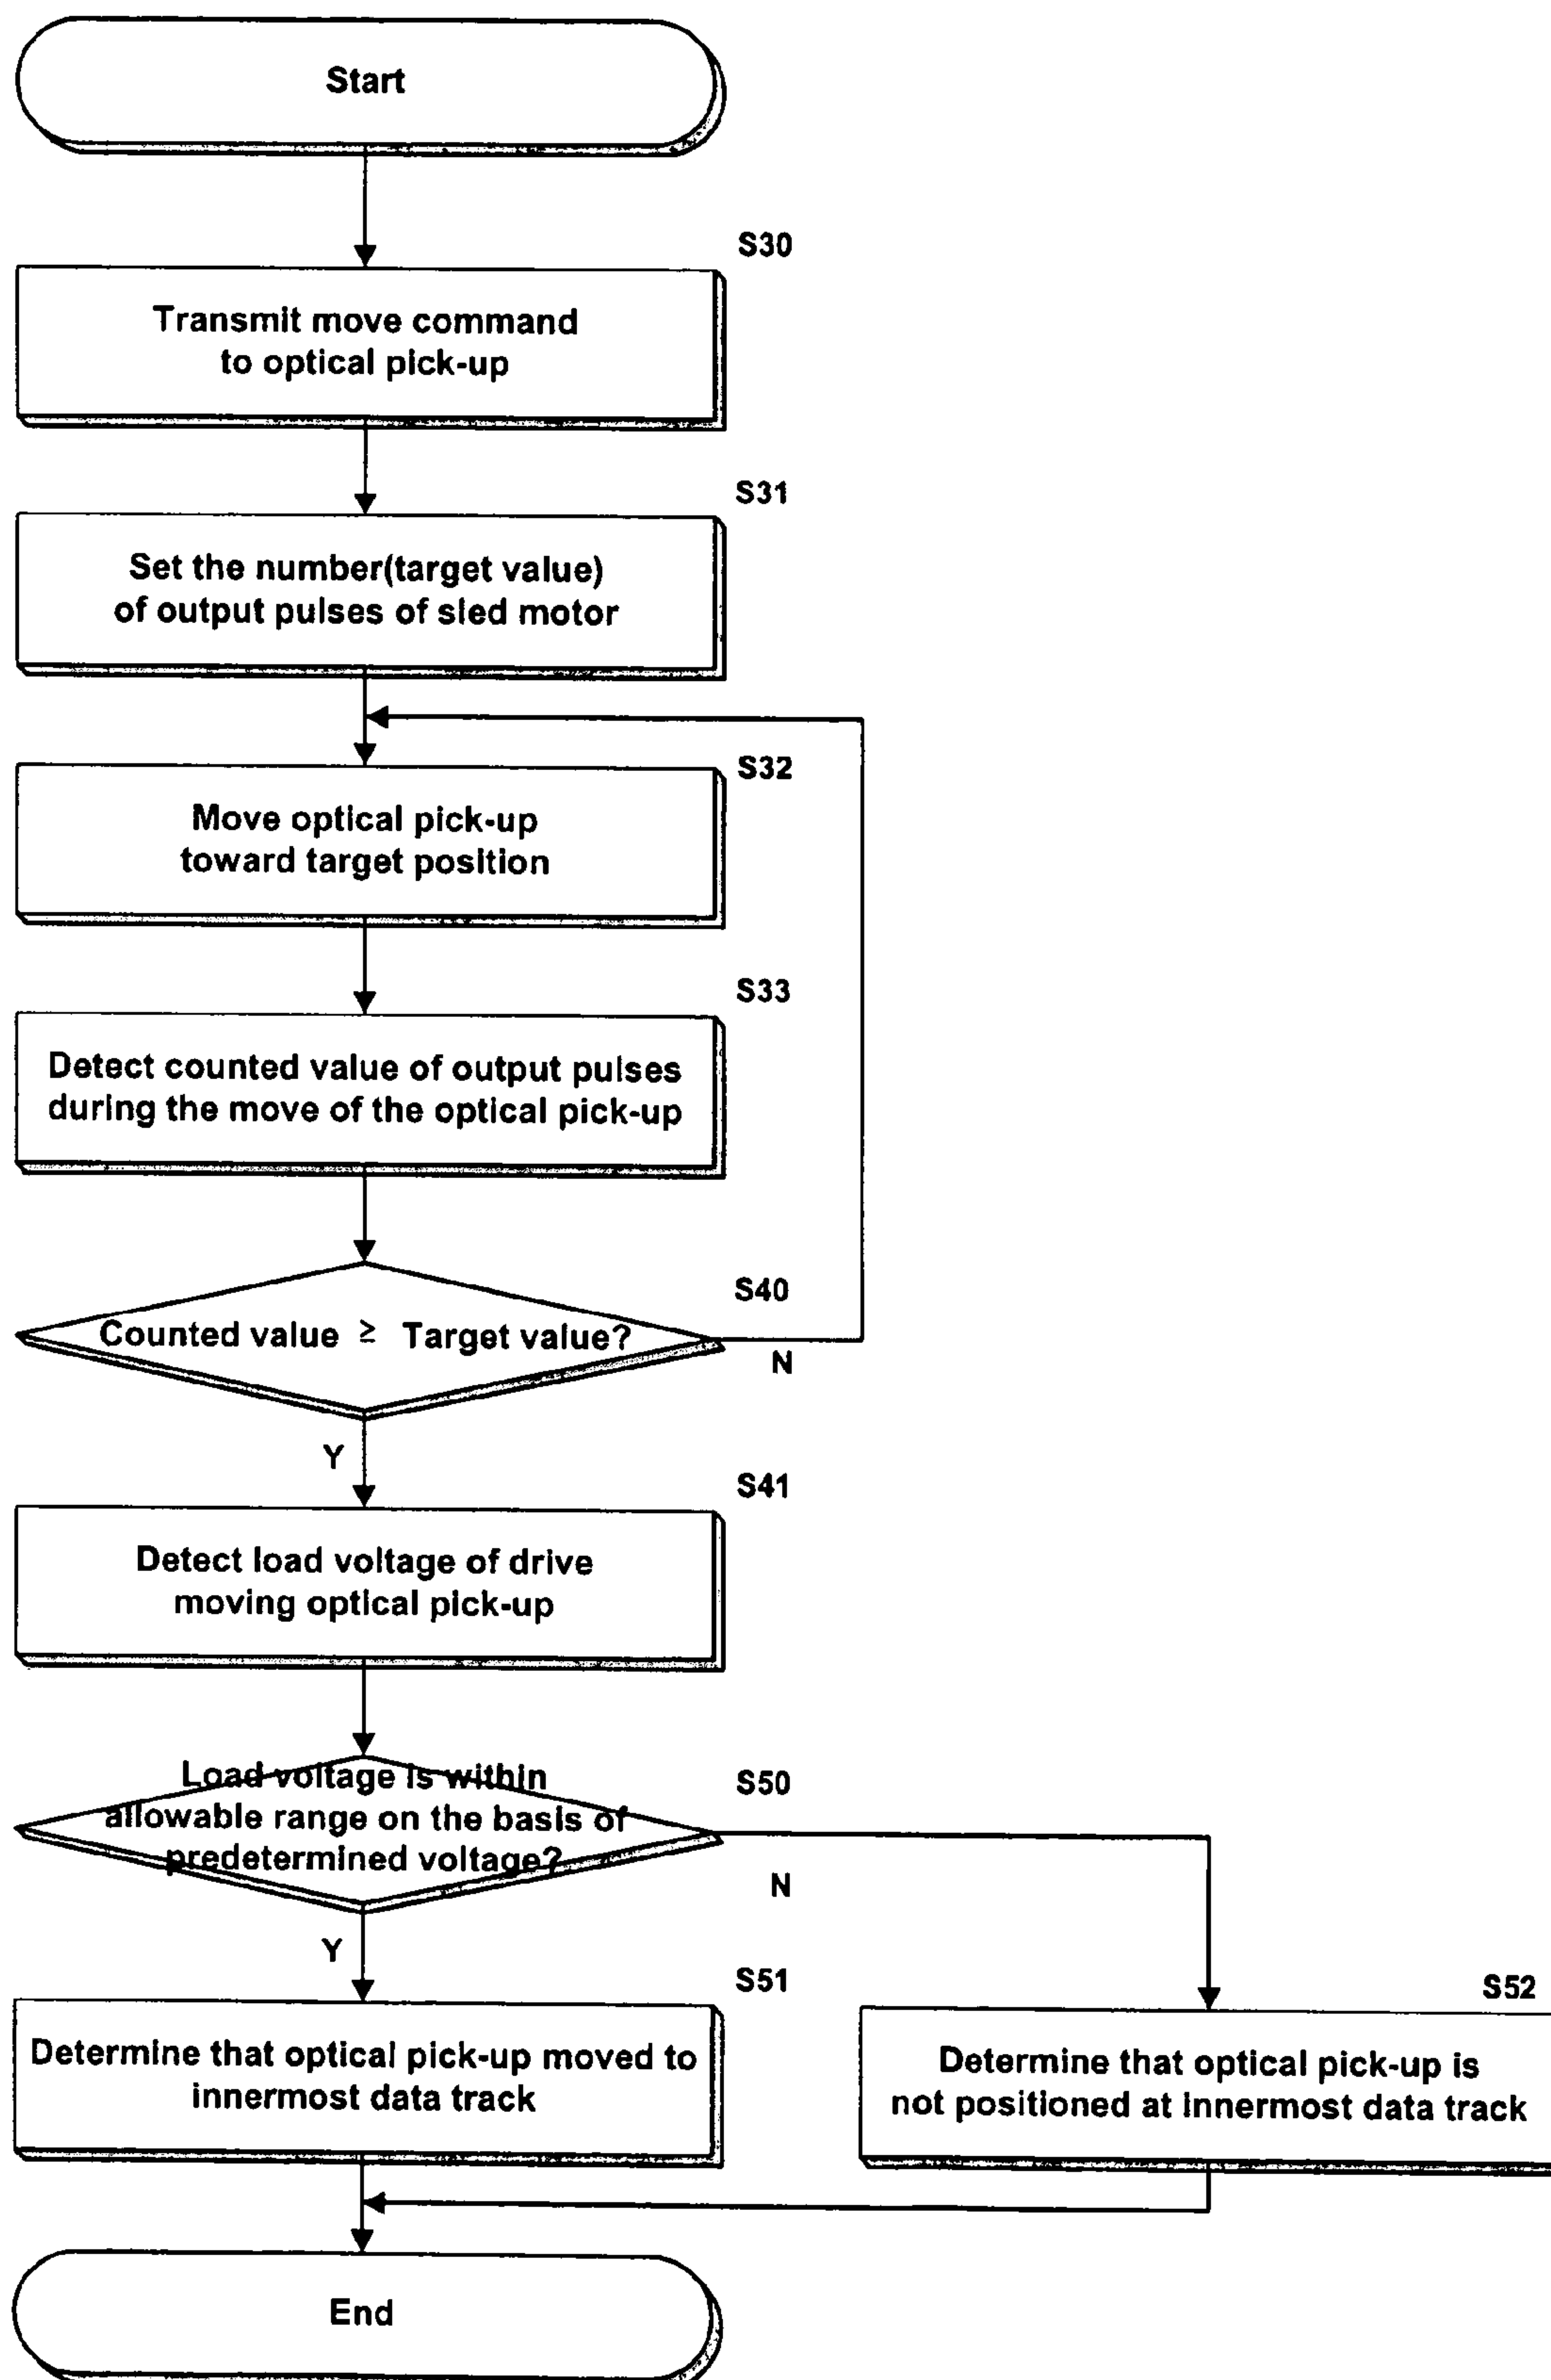 Start
S30
Transmit move command
to optical pick-up
S31
Set the number(target value)
of output pulses of sled motor
S32
Move optical pick-up
toward target position
S33
Detect counted value of output pulses
during the move of the optical pick-up
S40
Counted value ≥ Target value?
N
Y
S41
Detect load voltage of drive
moving optical pick-up
S50
Load voltage is within
allowable range on the basis of
predetermined voltage?
N
Y
S51
Determine that optical pick-up moved to
innermost data track
S52
Determine that optical pick-up is
not positioned at innermost data track
End